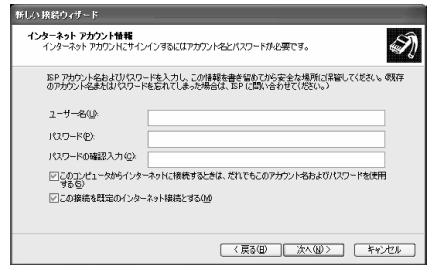 新しい接続ウィザード
インターネット アカウント情報
インターネット アカウントにサインインするにはアカウント名とパスワードが必要です。
ISP アカウント名およびパスワードを入力し、この情報を書き留めてから安全な場所に保管してください。(既存
のアカウント名またはパスワードを忘れてしまった場合は、ISP に問い合わせてください。)
ユーザー名(U):
パスワード(P):
パスワードの確認入力(C):
このコンピュータからインターネットに接続するときは、だれでもこのアカウント名およびパスワードを使用
する(S)
この接続を既定のインターネット接続とする(M)
< 戻る(B)
次へ(N) >
キャンセル